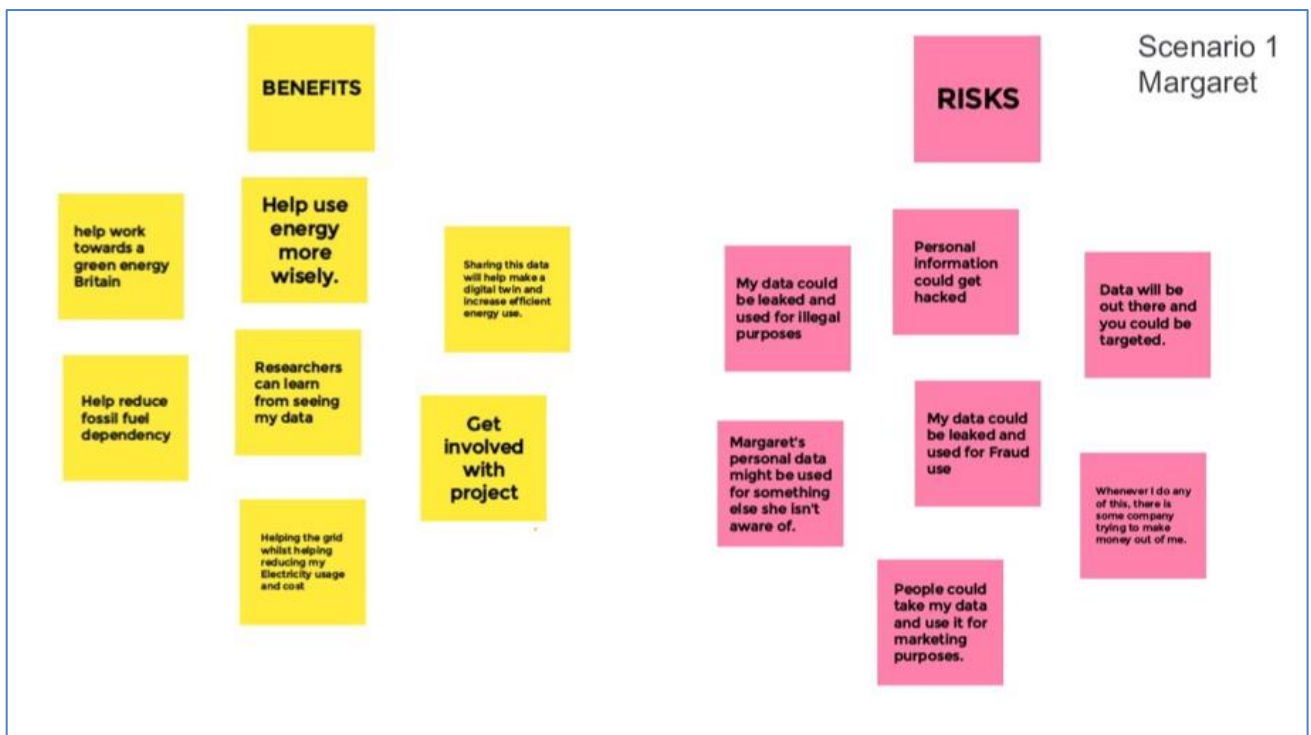 Scenario 1
Margaret
BENEFITS
help work
towards a
green energy
Britain
Help use
energy
more
wisely.
Sharing this data
will help make a
digital twin and
increase efficient
energy use.
Help reduce
fossil fuel
dependency
Researchers
can learn
from seeing
my data
Get
involved
with
project
Helping the grid
whilst helping
reducing my
Electricity usage
and cost
RISKS
My data could
be leaked and
used for illegal
purposes
Personal
information
could get
hacked
Data will be
out there and
you could be
targeted.
Margaret's
personal data
might be used
for something
else she isn't
aware of.
My data could
be leaked and
used for Fraud
use
Whenever I do any
of this, there is
some company
trying to make
money out of me.
People could
take my data
and use it for
marketing
purposes.